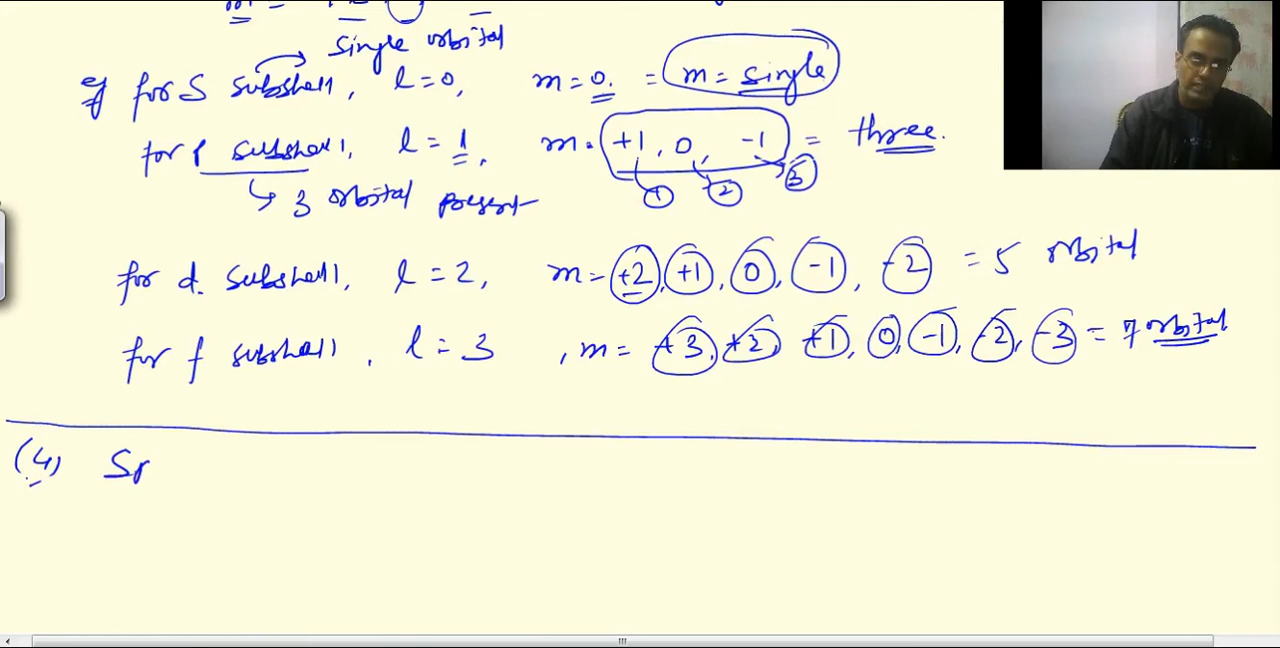 single orbital
eg for S subshell, l=0, m=0. = m=single
for p subshell, l=1, m. +1, 0, -1 = three.
① ② ③
↳ 3 orbital present
for d. subshell, l=2, m= +2, +1, 0, -1, -2 = 5 orbital
for f subshell, l=3, m= +3, +2, +1, 0, -1, -2, -3 = 7 orbital
(4) Sp